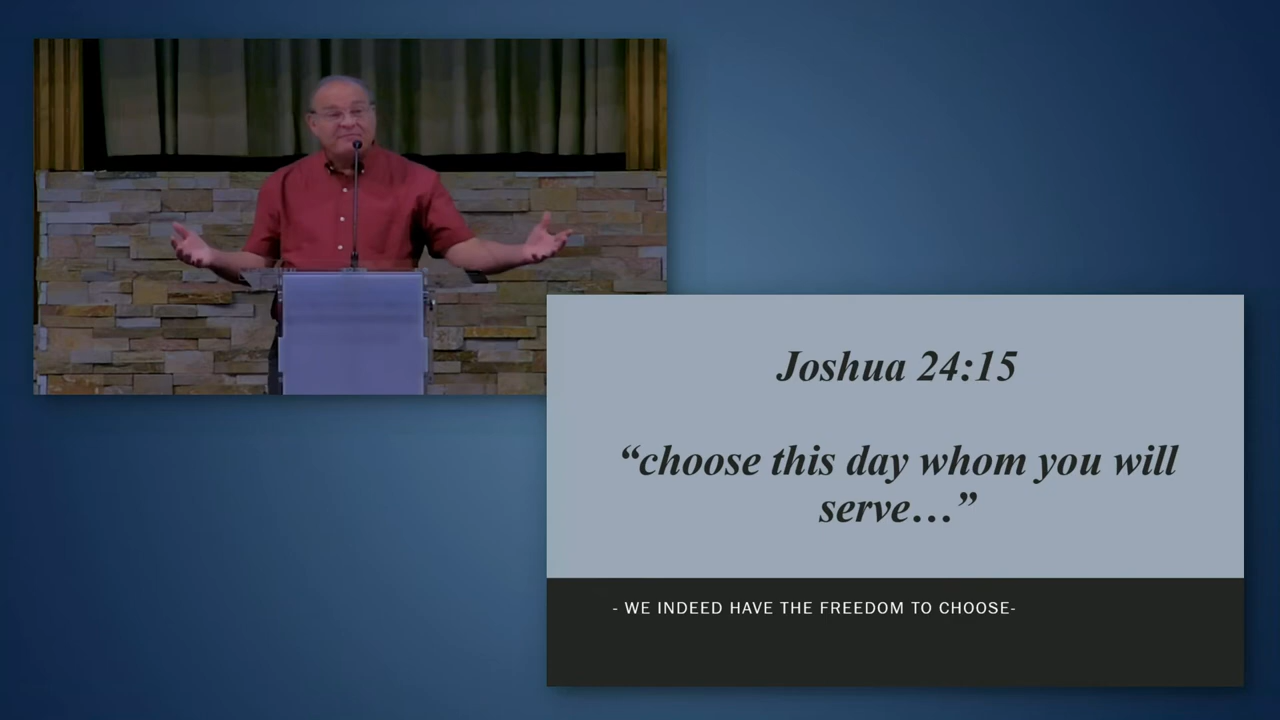 Joshua 24:15
“choose this day whom you will
serve…”
- WE INDEED HAVE THE FREEDOM TO CHOOSE-